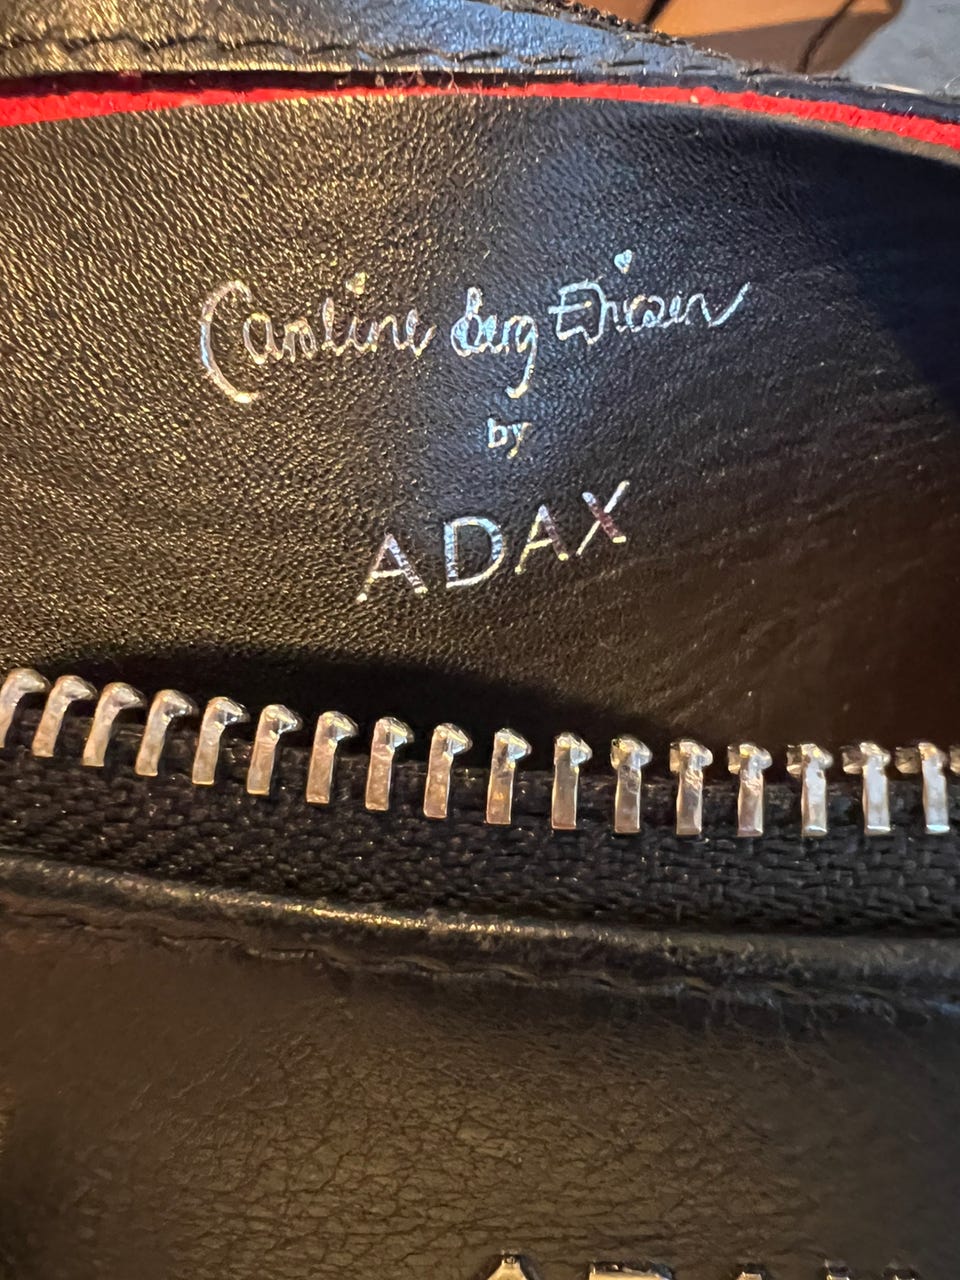 Caroline Berg Eriksen
by
ADAX